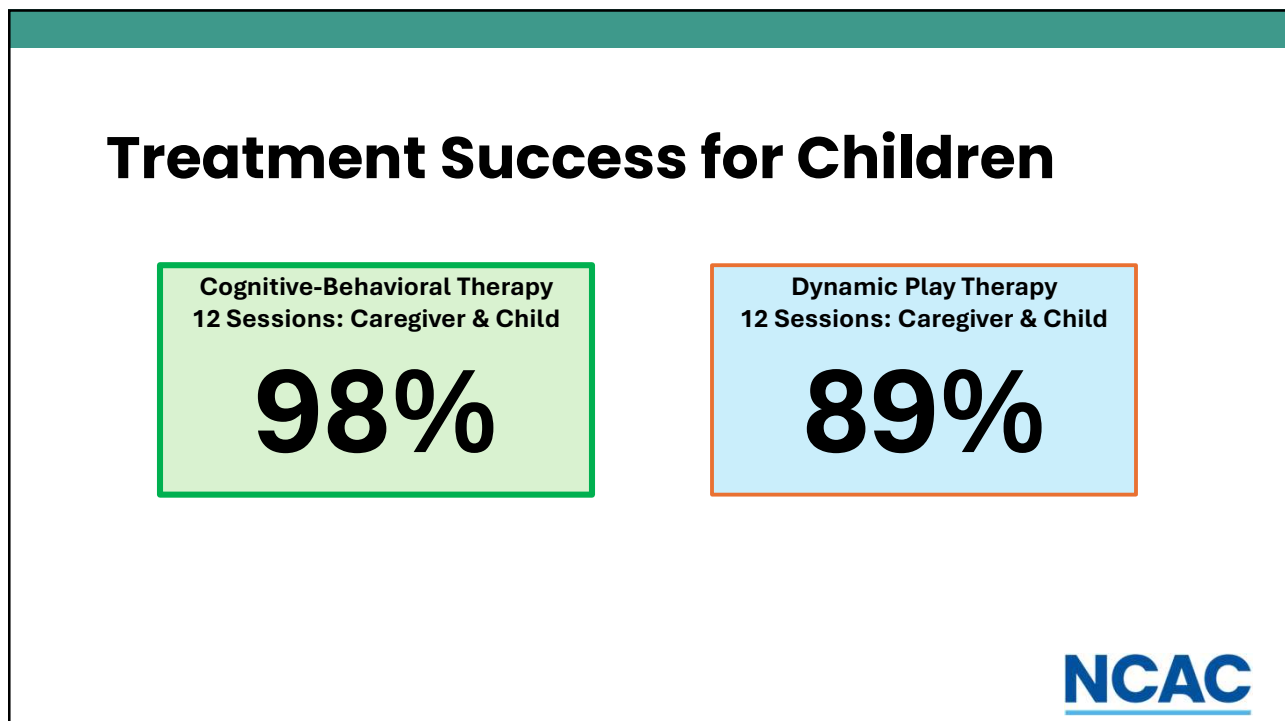 Treatment Success for Children
Cognitive-Behavioral Therapy
12 Sessions: Caregiver & Child
98%
Dynamic Play Therapy
12 Sessions: Caregiver & Child
89%
NCAC